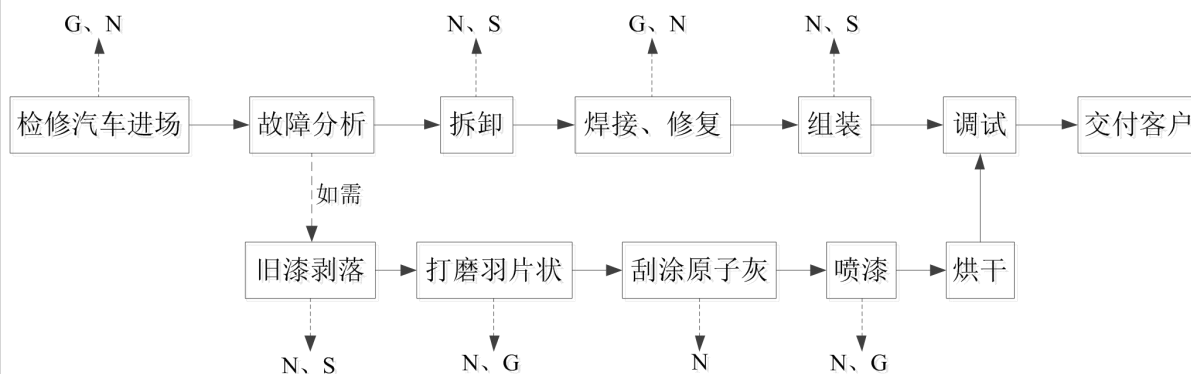 G、N N、S G、N N、S
检修汽车进场 故障分析 拆卸 焊接、修复 组装 调试 交付客户
如需
旧漆剥落 打磨羽片状 刮涂原子灰 喷漆 烘干
N、S N、G N N、G